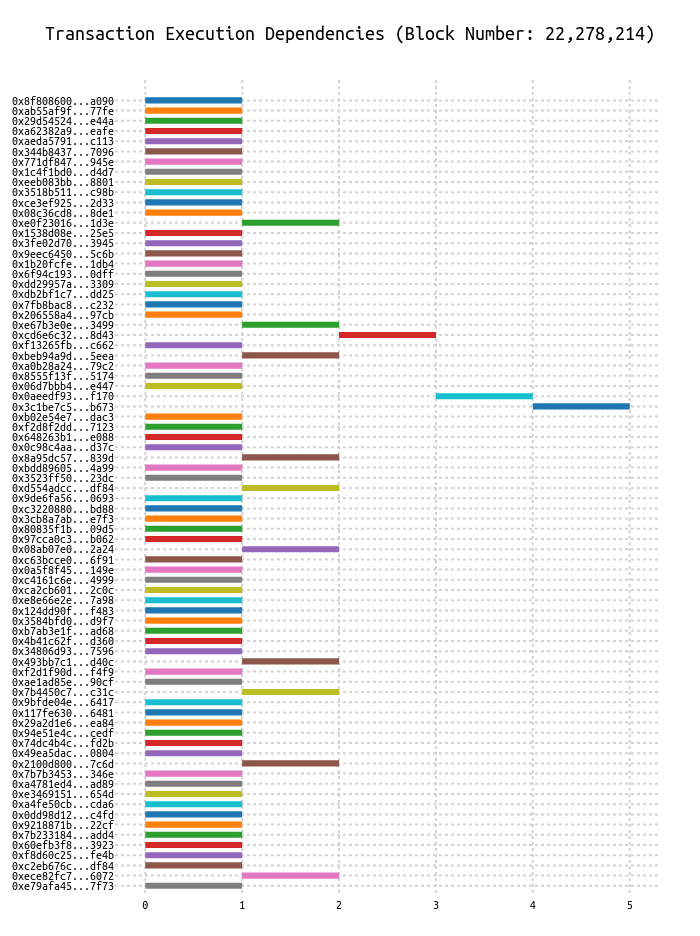 Transaction Execution Dependencies (Block Number: 22,278,214)
0x8f808600...a090
0xab55af9f...77fe
0x29d54524...e44a
0xa62382a9...eafe
0xaeda5791...c113
0x344b8437...7096
0x771df847...945e
0x1c4f1bd0...d4d7
0xeeb083bb...8801
0x3518b511...c98b
0xce3ef925...2d33
0x08c36cd8...8de1
0xe0f23016...1d3e
0x1538d08e...25e5
0x3fe02d70...3945
0x9eec6450...5c6b
0x1b20fcfe...1db4
0x6f94c193...0dff
0xdd29957a...3309
0xdb2bf1c7...dd25
0x7fb8bac8...c232
0x206558a4...97cb
0xe67b3e0e...3499
0xcd6e6c32...8d43
0xf13265fb...c662
0xbeb94a9d...5eea
0xa0b28a24...79c2
0x8555f13f...5174
0x06d7bbb4...e447
0x0aeedf93...f170
0x3c1be7c5...b673
0xb02e54e7...dac3
0xf2d8f2dd...7123
0x648263b1...e088
0x0c98c4aa...d37c
0x8a95dc57...839d
0xbdd89605...4a99
0x3523ff50...23dc
0xd554adcc...df84
0x9de6fa56...0693
0xc3220880...bd88
0x3cb8a7ab...e7f3
0x80835f1b...09d5
0x97cca0c3...b062
0x08ab07e0...2a24
0xc63bcce0...6f91
0x0a5f8f45...149e
0xc4161c6e...4999
0xca2cb601...2c0c
0xe8e66e2e...7a98
0x124dd90f...f483
0x3584bfd0...d9f7
0xb7ab3e1f...ad68
0x4b41c62f...d360
0x34806d93...7596
0x493bb7c1...d40c
0xf2d1f90d...f4f9
0xae1ad85e...90cf
0x7b4450c7...c31c
0x9bfde04e...6417
0x117fe630...6481
0x29a2d1e6...ea84
0x94e51e4c...cedf
0x74dc4b4c...fd2b
0x49ea5dac...0804
0x2100d800...7c6d
0x7b7b3453...346e
0xa4781ed4...ad89
0xe3469151...654d
0xa4fe50cb...cda6
0x0dd98d12...c4fd
0x9218871b...22cf
0x7b233184...add4
0x60efb3f8...3923
0xf8d60c25...fe4b
0xc2eb676c...df84
0xece82fc7...6072
0xe79afa45...7f73
0 1 2 3 4 5